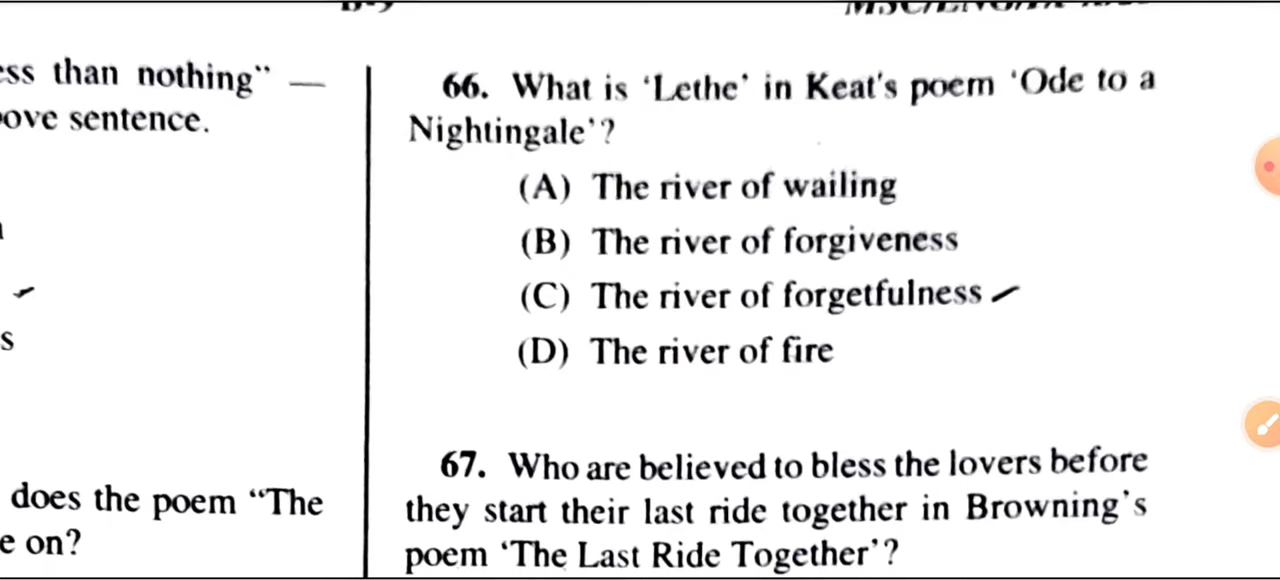 ess than nothing” —
ove sentence.
s
does the poem “The
e on?
66. What is ‘Lethe’ in Keat's poem ‘Ode to a
Nightingale’?
(A) The river of wailing
(B) The river of forgiveness
(C) The river of forgetfulness
(D) The river of fire
67. Who are believed to bless the lovers before
they start their last ride together in Browning’s
poem ‘The Last Ride Together’?